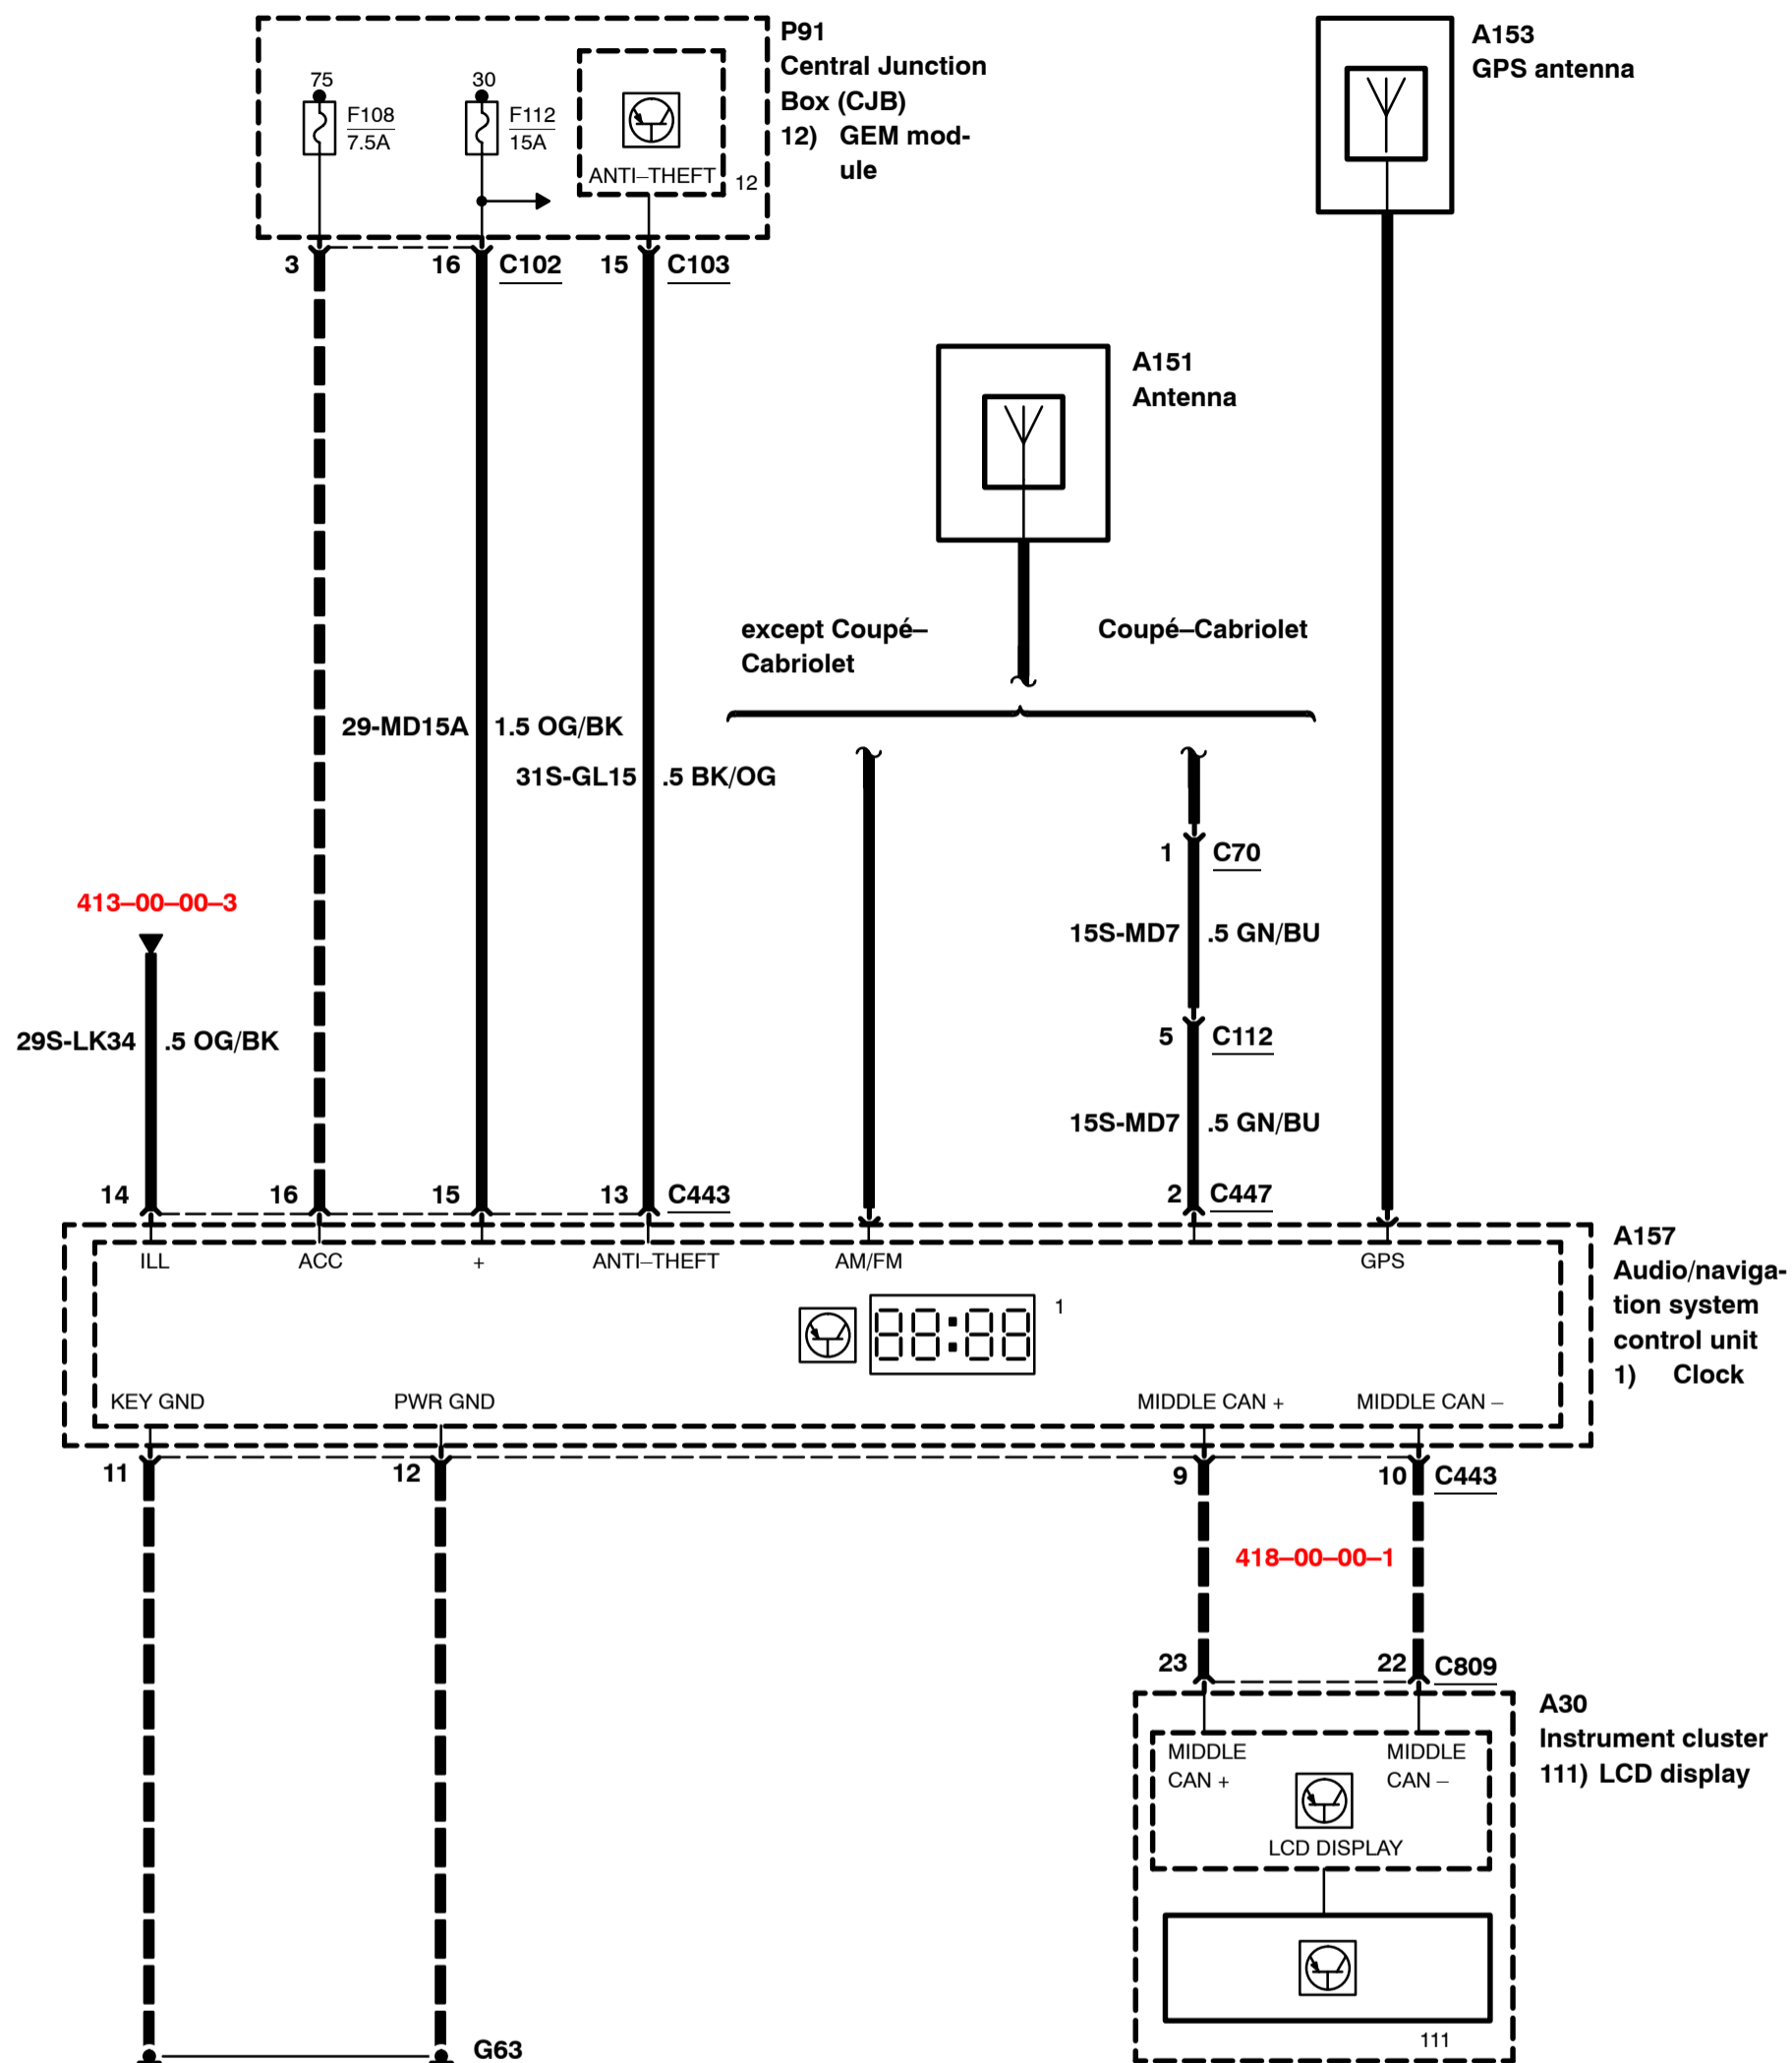 P91
Central Junction
Box (CJB)
12) GEM mod-
ule
75
F108
7.5A
30
F112
15A
ANTI–THEFT
12
A153
GPS antenna
3
16
C102
15
C103
A151
Antenna
except Coupé–
Cabriolet
Coupé–Cabriolet
29-MD15A 1.5 OG/BK
31S-GL15 .5 BK/OG
1
C70
413–00–00–3
15S-MD7 .5 GN/BU
29S-LK34 .5 OG/BK
5
C112
15S-MD7 .5 GN/BU
14
16
15
13
C443
2
C447
ILL
ACC
+
ANTI–THEFT
AM/FM
GPS
A157
Audio/naviga-
tion system
control unit
1) Clock
88:88
1
KEY GND
PWR GND
MIDDLE CAN +
MIDDLE CAN –
11
12
9
10
C443
418–00–00–1
23
22
C809
A30
Instrument cluster
111) LCD display
MIDDLE
CAN +
MIDDLE
CAN –
LCD DISPLAY
111
G63